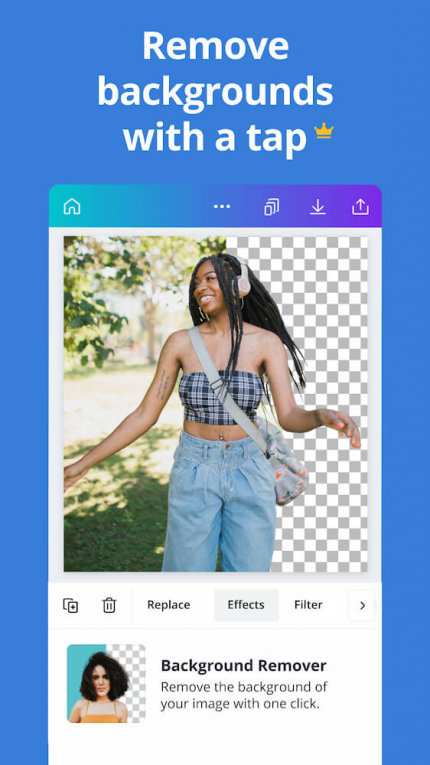 Remove
backgrounds
with a tap
Replace
Effects
Filter
Background Remover
Remove the background of
your image with one click.